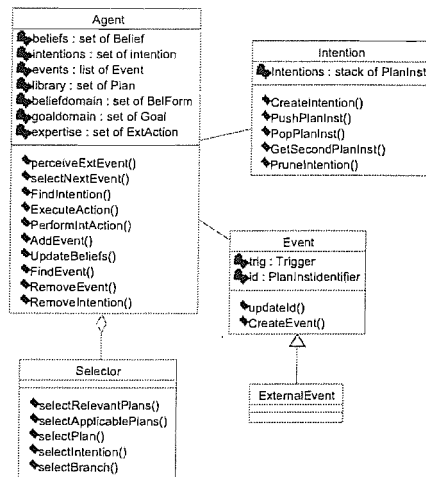 Agent
beliefs : set of Belief
intentions : set of intention
events : list of Event
library : set of Plan
beliefdomain : set of BelForm
goaldomain : set of Goal
expertise : set of ExtAction
perceiveExtEvent()
selectNextEvent()
FindIntention()
ExecuteAction()
PerformIntAction()
AddEvent()
UpdateBeliefs()
FindEvent()
RemoveEvent()
RemoveIntention()
Intention
Intentions : stack of PlanInst
CreateIntention()
PushPlanInst()
PopPlanInst()
GetSecondPlanInst()
PruneIntention()
Event
trig : Trigger
id : PlanInstIdentifier
updateId()
CreateEvent()
ExternalEvent
Selector
selectRelevantPlans()
selectApplicablePlans()
selectPlan()
selectIntention()
selectBranch()